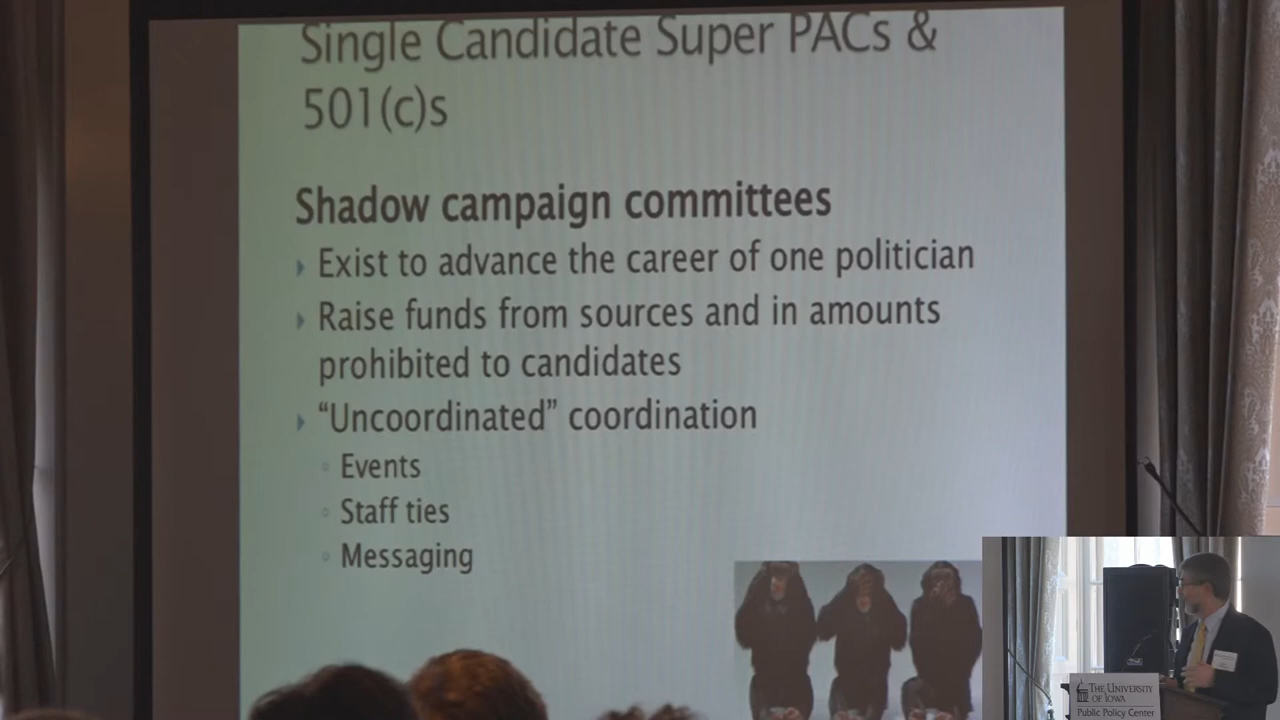 Single Candidate Super PACs &
501(c)s
Shadow campaign committees
Exist to advance the career of one politician
Raise funds from sources and in amounts
prohibited to candidates
“Uncoordinated” coordination
Events
Staff ties
Messaging
THE UNIVERSITY
OF IOWA
Public Policy Center